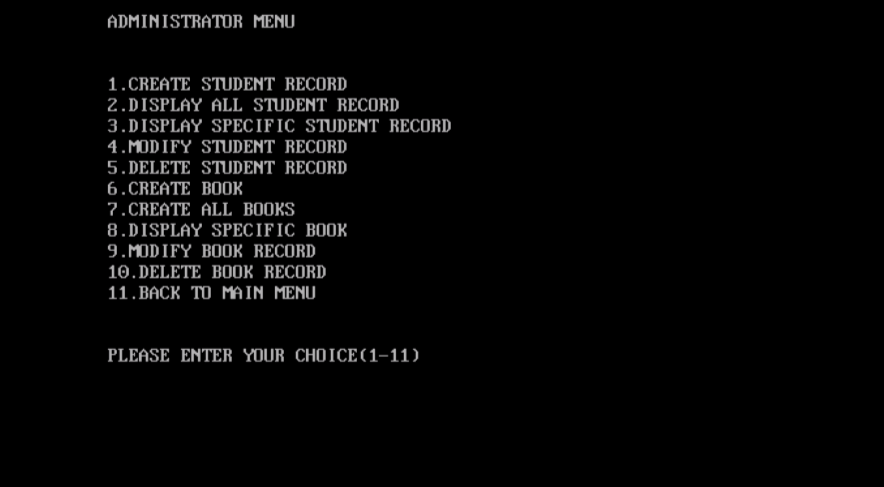 ADMINISTRATOR MENU
1.CREATE STUDENT RECORD
2.DISPLAY ALL STUDENT RECORD
3.DISPLAY SPECIFIC STUDENT RECORD
4.MODIFY STUDENT RECORD
5.DELETE STUDENT RECORD
6.CREATE BOOK
7.CREATE ALL BOOKS
8.DISPLAY SPECIFIC BOOK
9.MODIFY BOOK RECORD
10.DELETE BOOK RECORD
11.BACK TO MAIN MENU
PLEASE ENTER YOUR CHOICE(1-11)